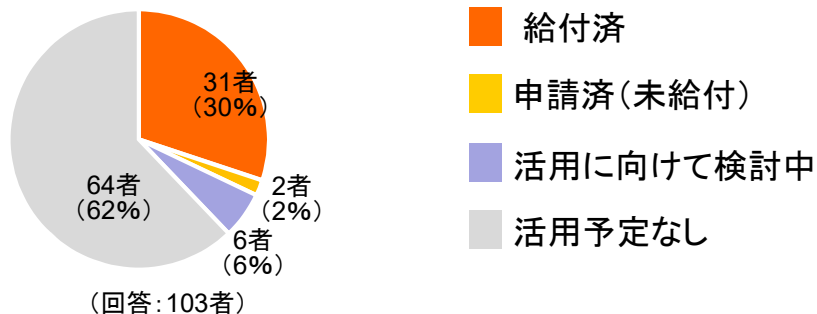 31者
（30%）
2者
（2%）
6者
（6%）
64者
（62%）
（回答：103者）
給付済
申請済（未給付）
活用に向けて検討中
活用予定なし